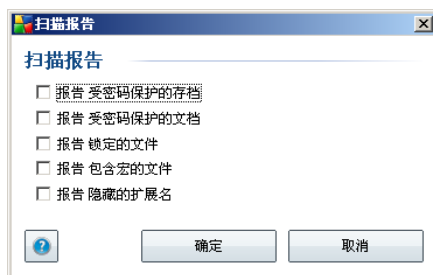 扫描报告
扫描报告
报告 受密码保护的存档
报告 受密码保护的文档
报告 锁定的文件
报告 包含宏的文件
报告 隐藏的扩展名
?
确定
取消